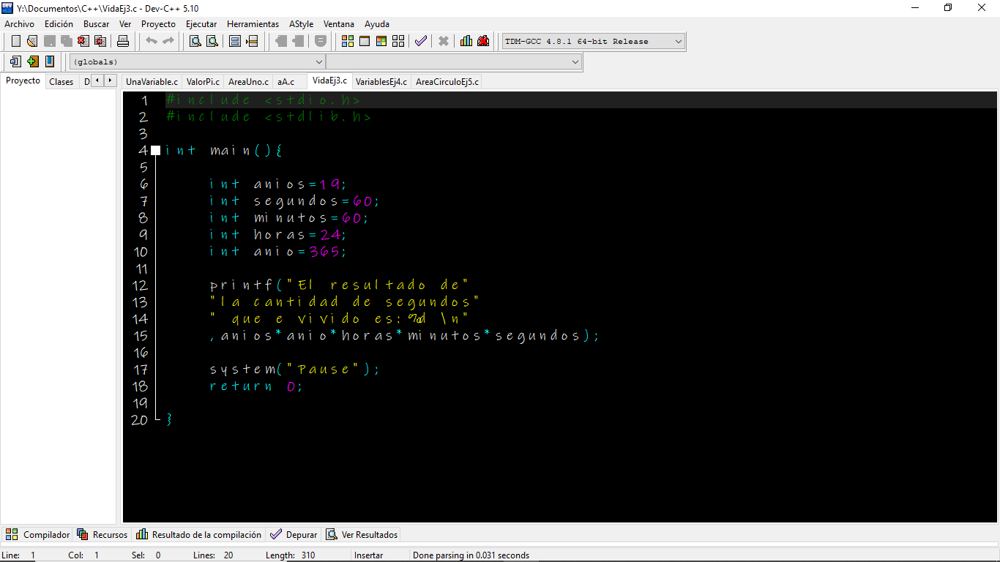 Y:\Documentos\C++\VidaEj3.c - Dev-C++ 5.10
Archivo Edición Buscar Ver Proyecto Ejecutar Herramientas AStyle Ventana Ayuda
TDM-GCC 4.8.1 64-bit Release
(globals)
Proyecto Clases D UnaVariable.c ValorPi.c AreaUno.c aA.c VidaEj3.c VariablesEj4.c AreaCirculoEj5.c
1 #include <stdio.h>
2 #include <stdlib.h>
3
4 int main(){
5
6 int anios=19;
7 int segundos=60;
8 int minutos=60;
9 int horas=24;
10 int anio=365;
11
12 printf("El resultado de"
13 "la cantidad de segundos"
14 " que e vivido es:%d \n"
15 ,anios*anio*horas*minutos*segundos);
16
17 system("Pause");
18 return 0;
19
20 }
Compilador Recursos Resultado de la compilación Depurar Ver Resultados
Line: 1 Col: 1 Sel: 0 Lines: 20 Length: 310 Insertar Done parsing in 0.031 seconds